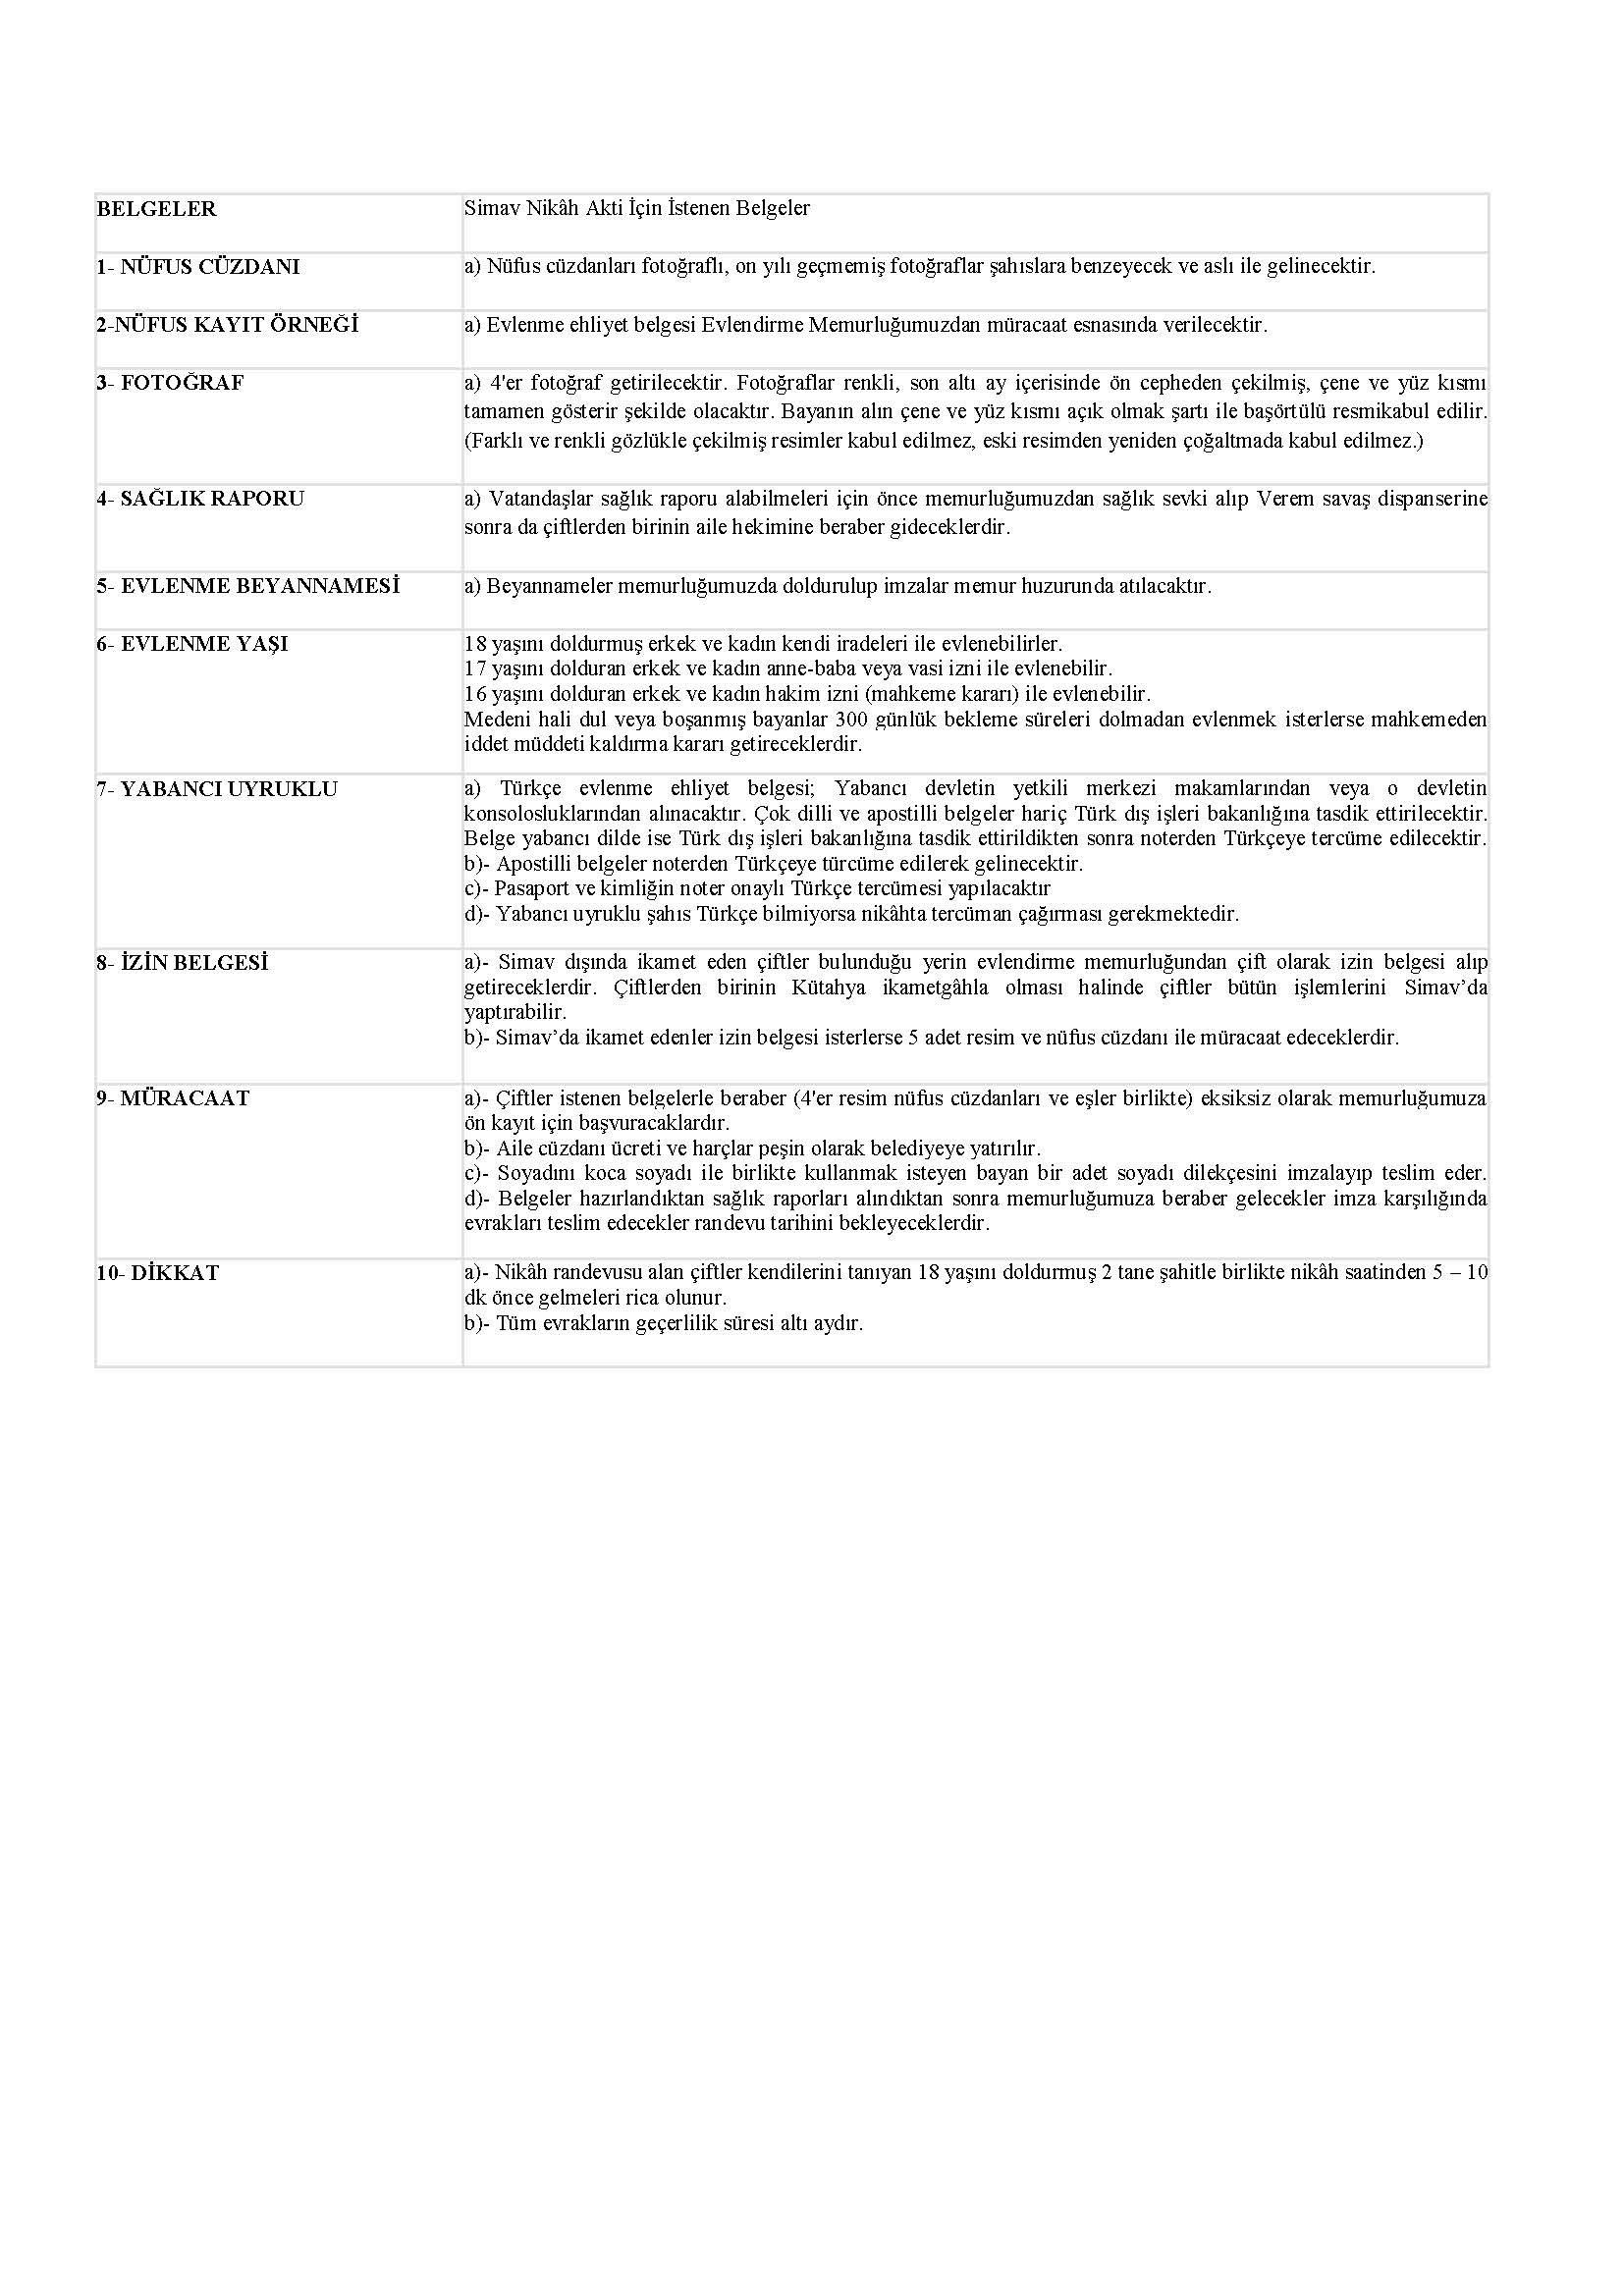 BELGELER
Simav Nikâh Akti İçin İstenen Belgeler
1- NÜFUS CÜZDANI
a) Nüfus cüzdanları fotoğraflı, on yılı geçmemiş fotoğraflar şahıslara benzeyecek ve aslı ile gelinecektir.
2-NÜFUS KAYIT ÖRNEĞİ
a) Evlenme ehliyet belgesi Evlendirme Memurluğumuzdan müracaat esnasında verilecektir.
3- FOTOĞRAF
a) 4'er fotoğraf getirilecektir. Fotoğraflar renkli, son altı ay içerisinde ön cepheden çekilmiş, çene ve yüz kısmı
tamamen gösterir şekilde olacaktır. Bayanın alın çene ve yüz kısmı açık olmak şartı ile başörtülü resmikabul edilir.
(Farklı ve renkli gözlükle çekilmiş resimler kabul edilmez, eski resimden yeniden çoğaltmada kabul edilmez.)
4- SAĞLIK RAPORU
a) Vatandaşlar sağlık raporu alabilmeleri için önce memurluğumuzdan sağlık sevki alıp Verem savaş dispanserine
sonra da çiftlerden birinin aile hekimine beraber gideceklerdir.
5- EVLENME BEYANNAMESİ
a) Beyannameler memurluğumuzda doldurulup imzalar memur huzurunda atılacaktır.
6- EVLENME YAŞI
18 yaşını doldurmuş erkek ve kadın kendi iradeleri ile evlenebilirler.
17 yaşını dolduran erkek ve kadın anne-baba veya vasi izni ile evlenebilir.
16 yaşını dolduran erkek ve kadın hakim izni (mahkeme kararı) ile evlenebilir.
Medeni hali dul veya boşanmış bayanlar 300 günlük bekleme süreleri dolmadan evlenmek isterlerse mahkemeden
iddet müddeti kaldırma kararı getireceklerdir.
7- YABANCI UYRUKLU
a) Türkçe evlenme ehliyet belgesi; Yabancı devletin yetkili merkezi makamlarından veya o devletin
konsolosluklarından alınacaktır. Çok dilli ve apostilli belgeler hariç Türk dış işleri bakanlığına tasdik ettirilecektir.
Belge yabancı dilde ise Türk dış işleri bakanlığına tasdik ettirildikten sonra noterden Türkçeye tercüme edilecektir.
b)- Apostilli belgeler noterden Türkçeye türcüme edilerek gelinecektir.
c)- Pasaport ve kimliğin noter onaylı Türkçe tercümesi yapılacaktır
d)- Yabancı uyruklu şahıs Türkçe bilmiyorsa nikâhta tercüman çağırması gerekmektedir.
8- İZİN BELGESİ
a)- Simav dışında ikamet eden çiftler bulunduğu yerin evlendirme memurluğundan çift olarak izin belgesi alıp
getireceklerdir. Çiftlerden birinin Kütahya ikametgâhla olması halinde çiftler bütün işlemlerini Simav’da
yaptırabilir.
b)- Simav’da ikamet edenler izin belgesi isterlerse 5 adet resim ve nüfus cüzdanı ile müracaat edeceklerdir.
9- MÜRACAAT
a)- Çiftler istenen belgelerle beraber (4'er resim nüfus cüzdanları ve eşler birlikte) eksiksiz olarak memurluğumuza
ön kayıt için başvuracaklardır.
b)- Aile cüzdanı ücreti ve harçlar peşin olarak belediyeye yatırılır.
c)- Soyadını koca soyadı ile birlikte kullanmak isteyen bayan bir adet soyadı dilekçesini imzalayıp teslim eder.
d)- Belgeler hazırlandıktan sağlık raporları alındıktan sonra memurluğumuza beraber gelecekler imza karşılığında
evrakları teslim edecekler randevu tarihini bekleyeceklerdir.
10- DİKKAT
a)- Nikâh randevusu alan çiftler kendilerini tanıyan 18 yaşını doldurmuş 2 tane şahitle birlikte nikâh saatinden 5 – 10
dk önce gelmeleri rica olunur.
b)- Tüm evrakların geçerlilik süresi altı aydır.